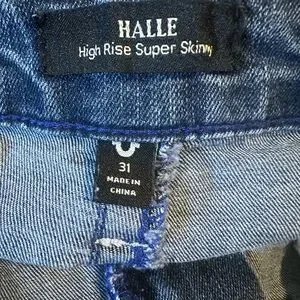 HALLE
High Rise Super Skinny
31
MADE IN
CHINA